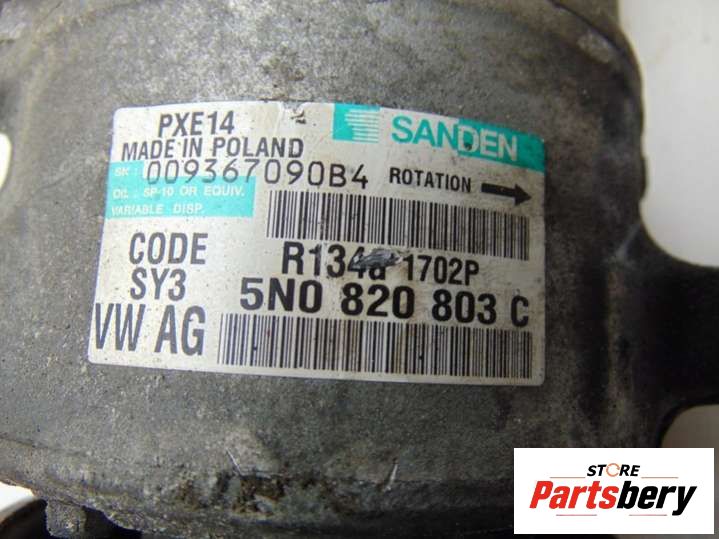 PXE14
SANDEN
MADE IN POLAND
SN: 009367090B4 ROTATION
OIL: SP-10 OR EQUIV.
VARIABLE DISP.
CODE R134a 1702P
SY3 5N0 820 803 C
VW AG
STORE
Partsbery